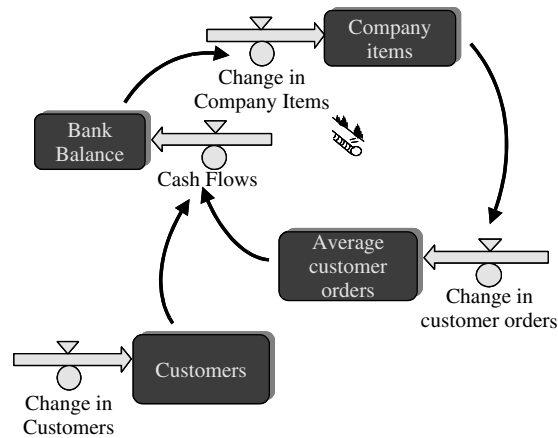 Company
items
Change in
Company Items
Bank
Balance
Cash Flows
Average
customer
orders
Change in
customer orders
Customers
Change in
Customers